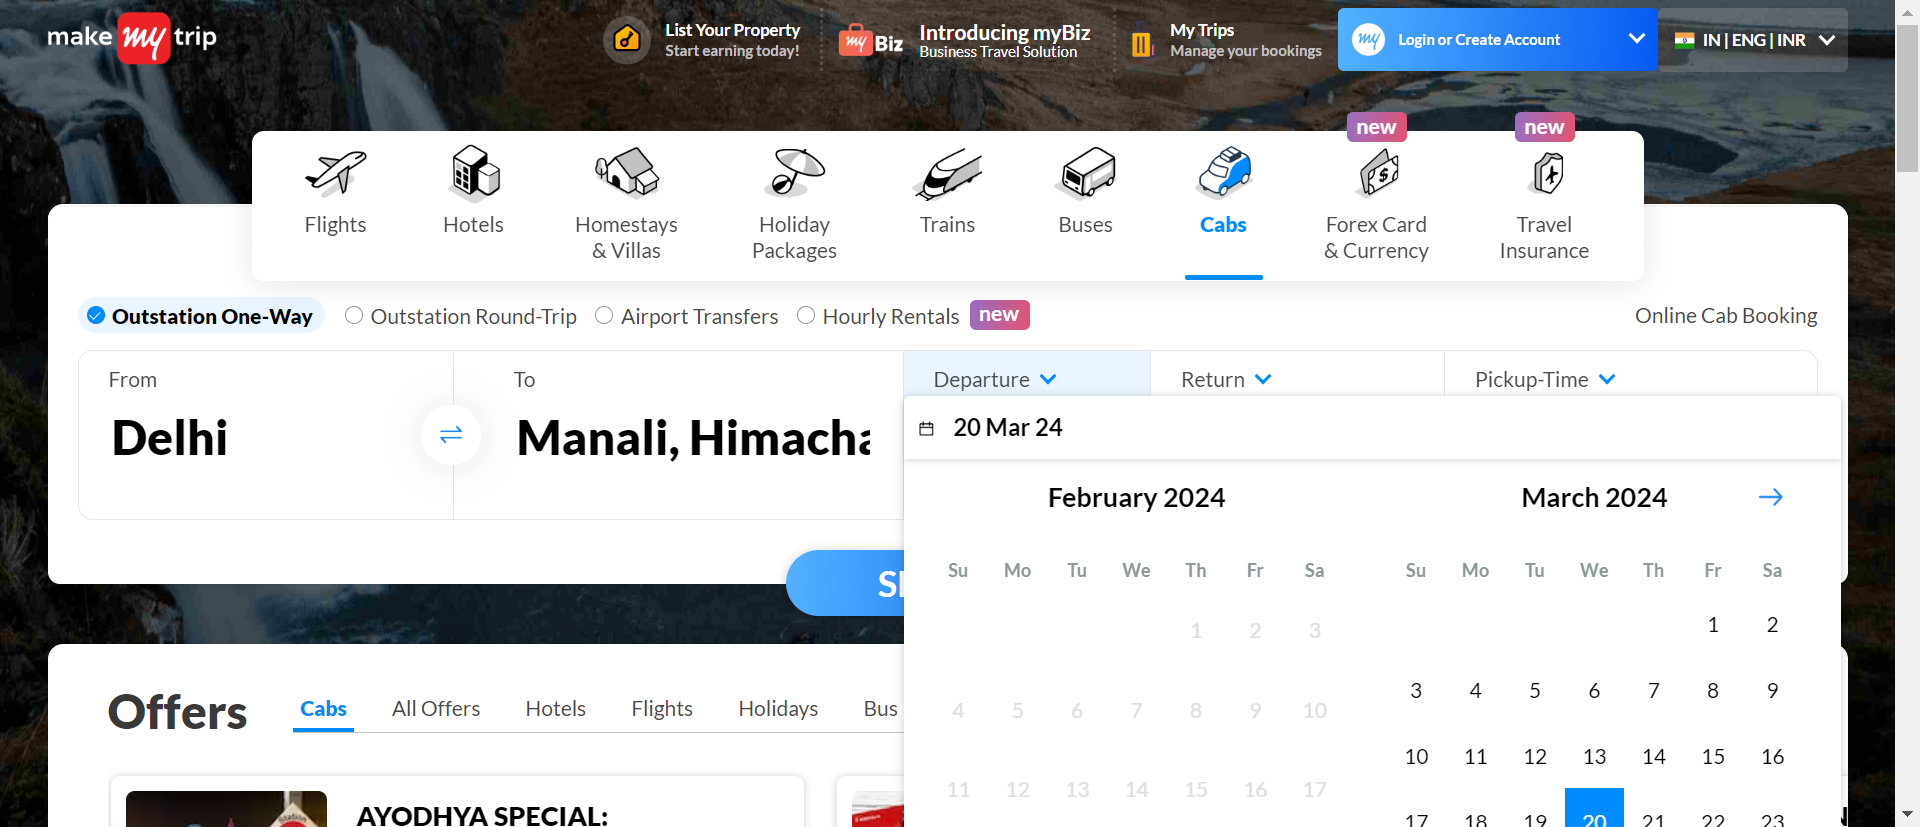 make my trip
List Your Property
Start earning today!
my Biz
Introducing myBiz
Business Travel Solution
My Trips
Manage your bookings
my
Login or Create Account
IN | ENG | INR
new
new
Flights
Hotels
Homestays
& Villas
Holiday
Packages
Trains
Buses
Cabs
Forex Card
& Currency
Travel
Insurance
Outstation One-Way
Outstation Round-Trip
Airport Transfers
Hourly Rentals
new
Online Cab Booking
From
Delhi
To
Manali, Himacha
Departure
Return
Pickup-Time
20 Mar 24
February 2024
March 2024
Su Mo Tu We Th Fr Sa
1 2 3
4 5 6 7 8 9 10
11 12 13 14 15 16 17
Su Mo Tu We Th Fr Sa
1 2
3 4 5 6 7 8 9
10 11 12 13 14 15 16
17 18 19 20 21 22 23
Offers
Cabs
All Offers
Hotels
Flights
Holidays
Bus
AYODHYA SPECIAL:
Station